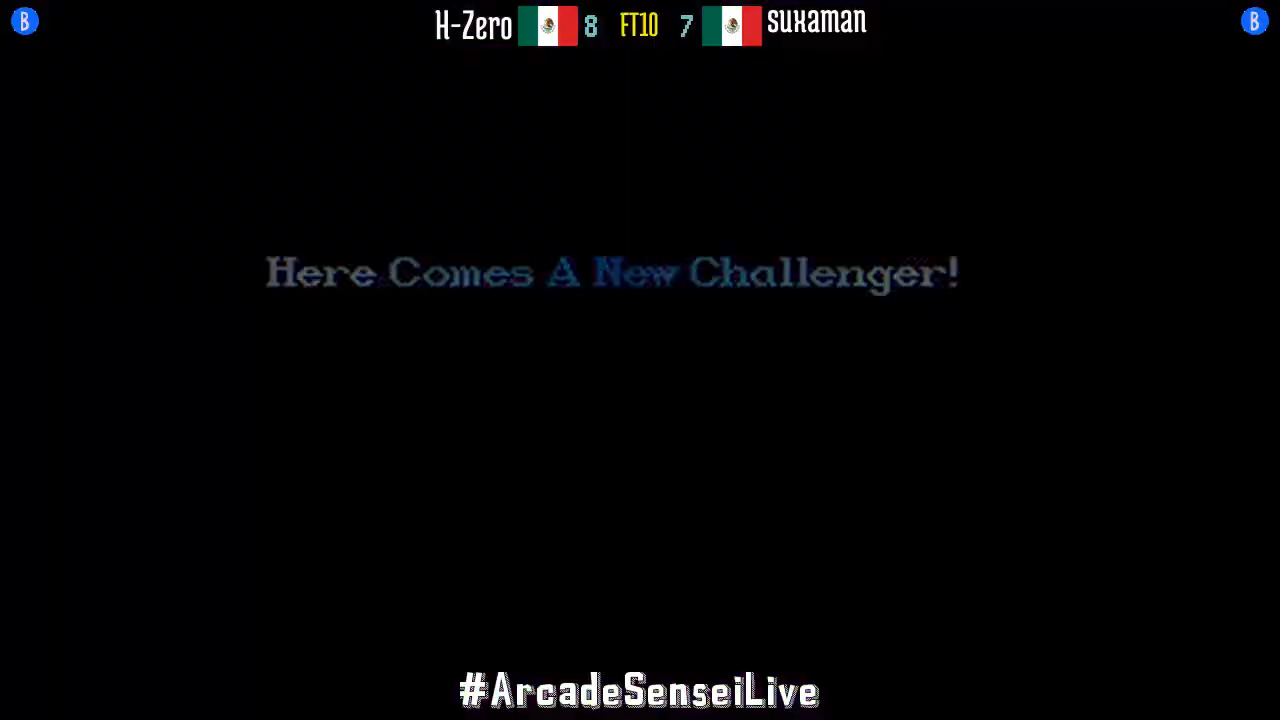 B H-Zero 8 FT10 7 suxaman B
Here Comes A New Challenger!
#ArcadeSenseiLive